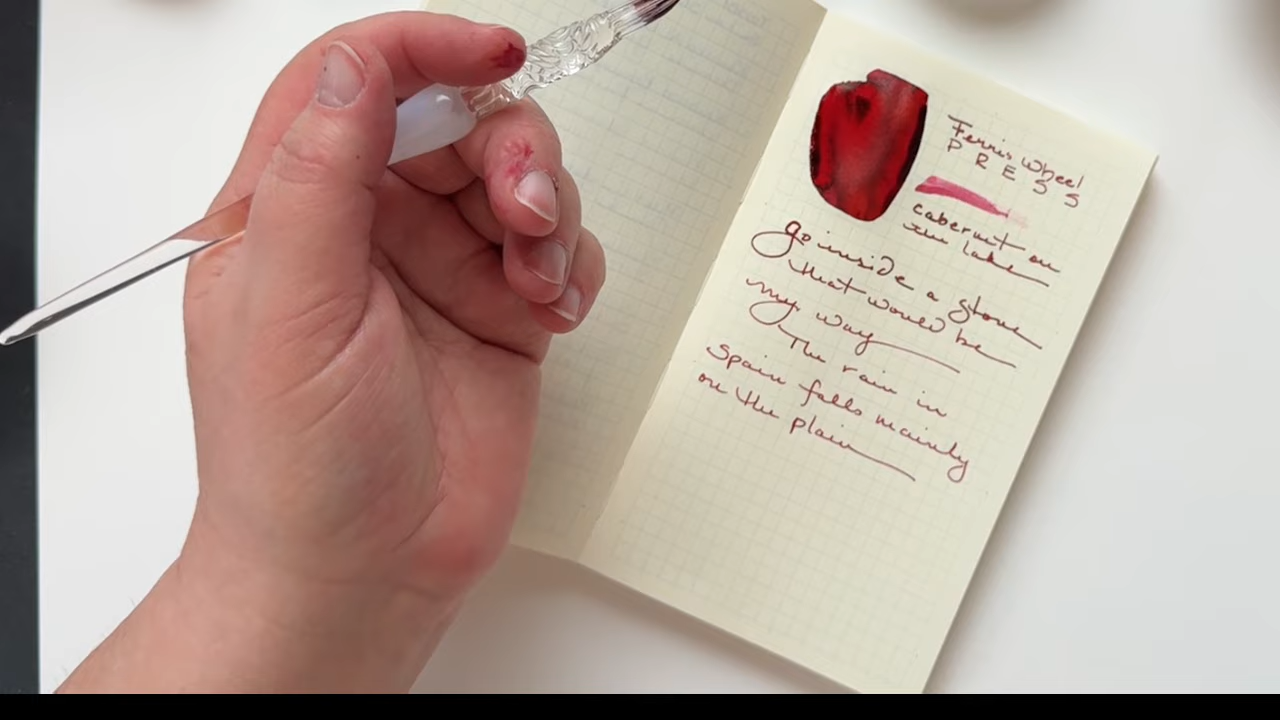 Ferris wheel
PRESS
cabernet on
the lake
go inside a stone
that would be
my way
The rain in
Spain falls mainly
on the plain